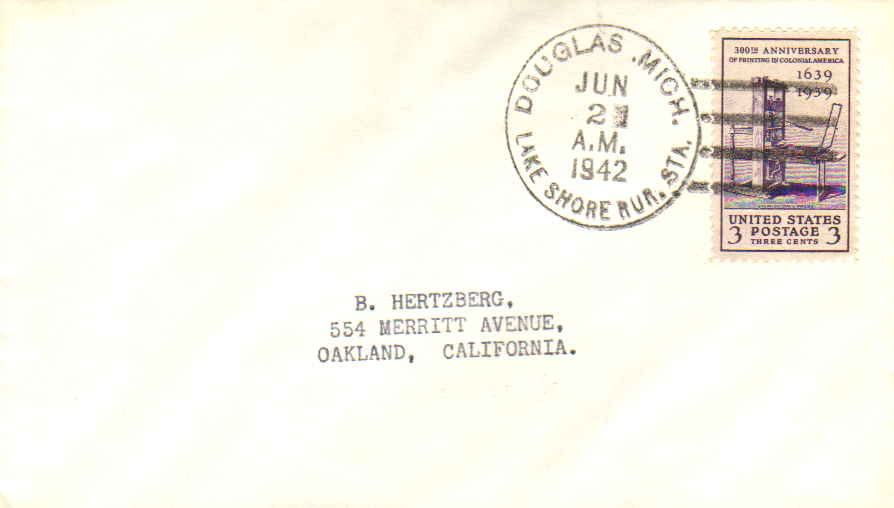 DOUGLAS, MICH.
JUN
2
A.M.
1942
LAKE SHORE RUR. STA.
300TH ANNIVERSARY
OF PRINTING IN COLONIAL AMERICA
1639
1939
UNITED STATES
3 POSTAGE 3
THREE CENTS
B. HERTZBERG,
554 MERRITT AVENUE,
OAKLAND, CALIFORNIA.